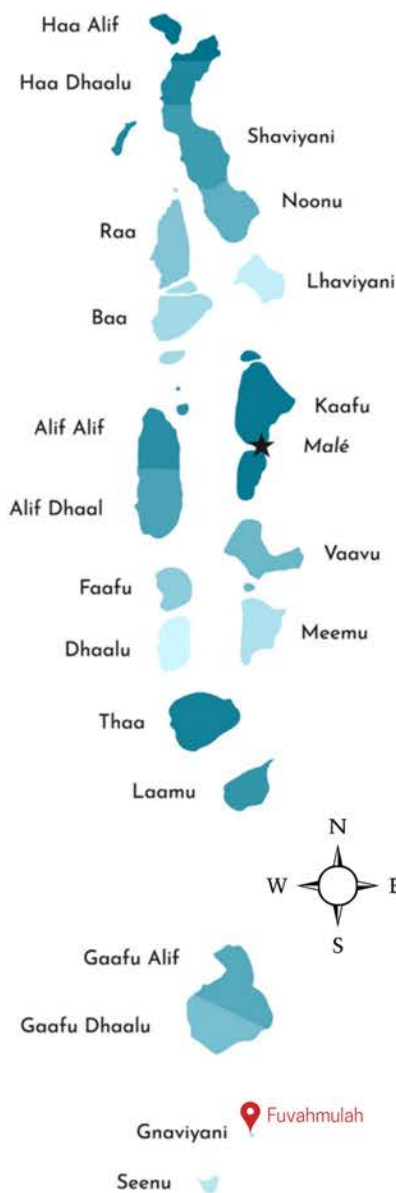 Haa Alif
Haa Dhaalu
Shaviyani
Noonu
Raa
Lhaviyani
Baa
Kaafu
Alif Alif
Malé
Alif Dhaal
Vaavu
Faafu
Meemu
Dhaalu
Thaa
Laamu
N
W
E
S
Gaafu Alif
Gaafu Dhaalu
Fuvahmulah
Gnaviyani
Seenu